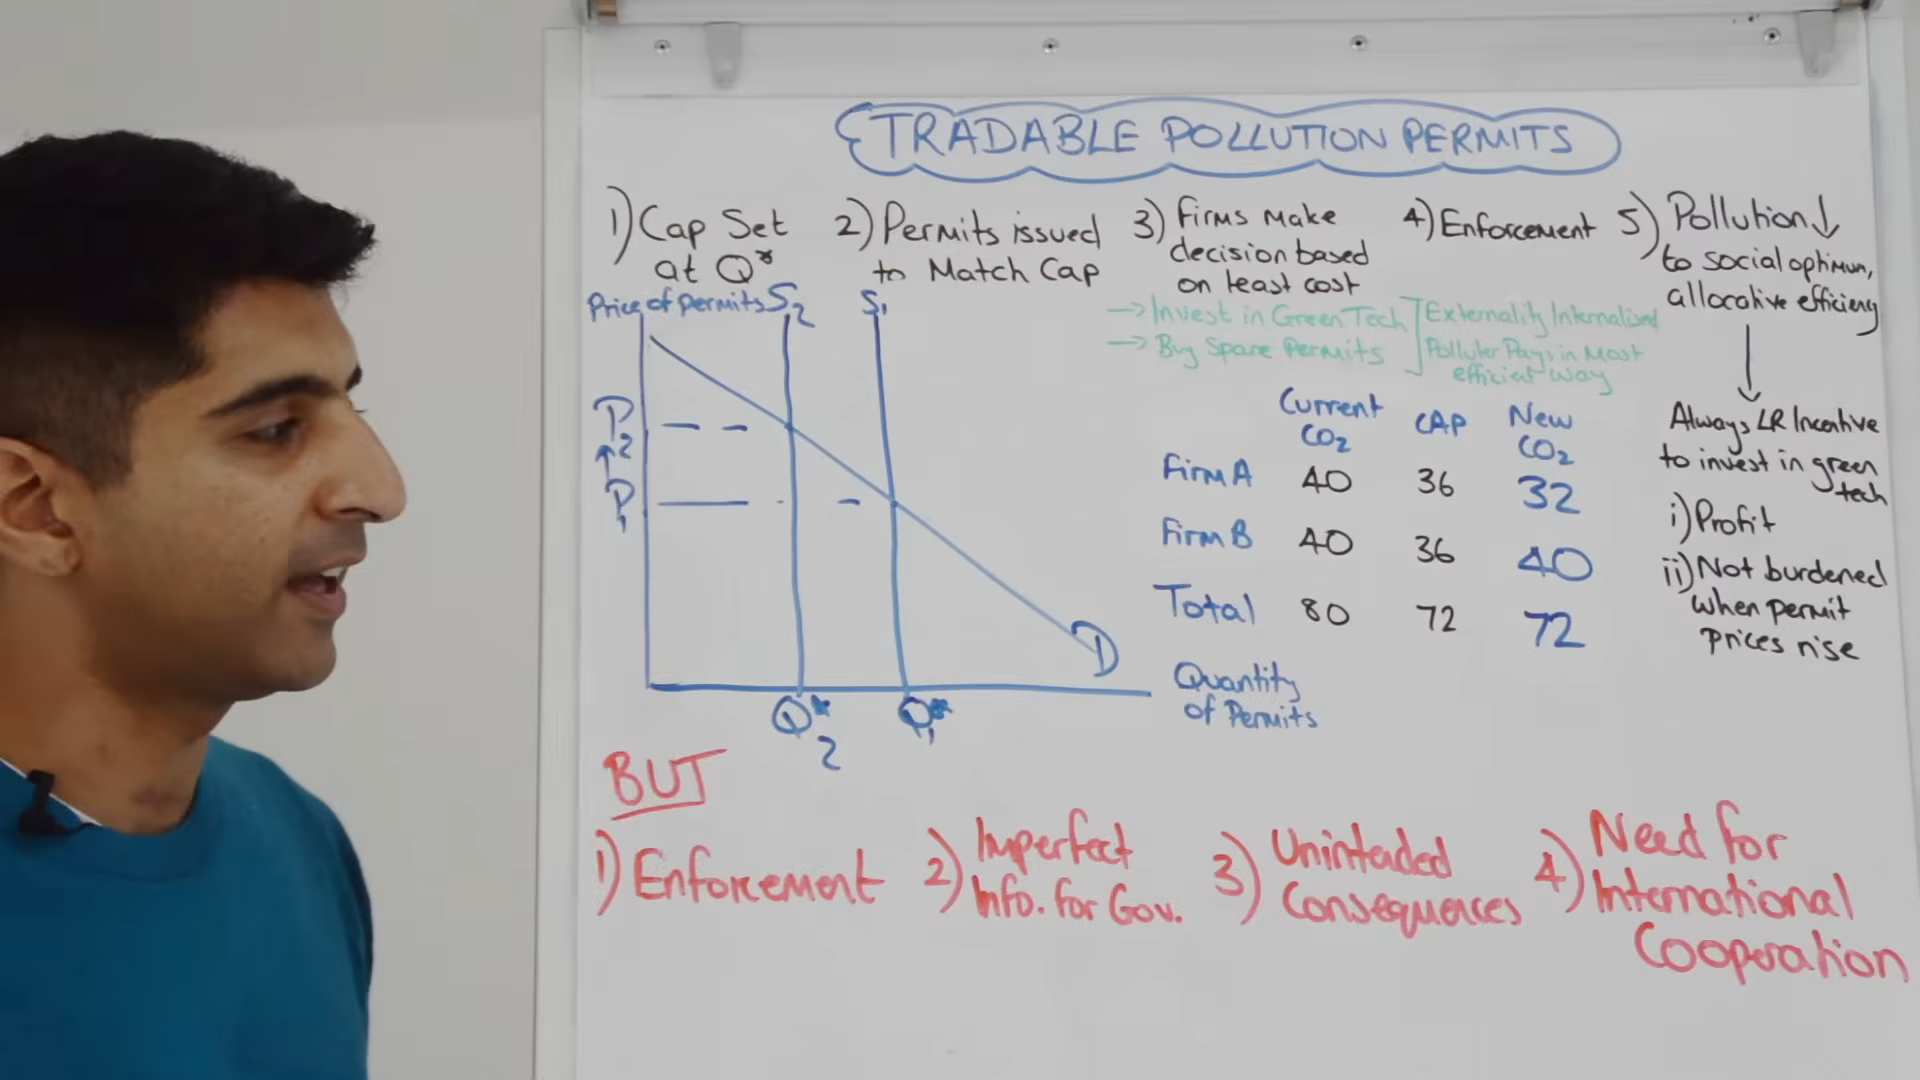 TRADABLE POLLUTION PERMITS
1) Cap Set
at Q*
2) Permits issued
to Match Cap
3) Firms make
decision based
on least cost
→ Invest in Green Tech
→ Buy Spare Permits
Externality Internalised
Polluter Pays in Most
efficient way
4) Enforcement
5) Pollution ↓
to social optimum,
allocative efficiency
Always LR Incentive
to invest in green
tech
i) Profit
ii) Not burdened
when permit
prices rise
Price of permits
S2
S1
P2
↑
P1
D
Q*2
Q*1
Quantity
of Permits
Current CO2 CAP New CO2
Firm A 40 36 32
Firm B 40 36 40
Total 80 72 72
BUT
1) Enforcement
2) Imperfect
Info. for Gov.
3) Unintended
Consequences
4) Need for
International
Cooperation